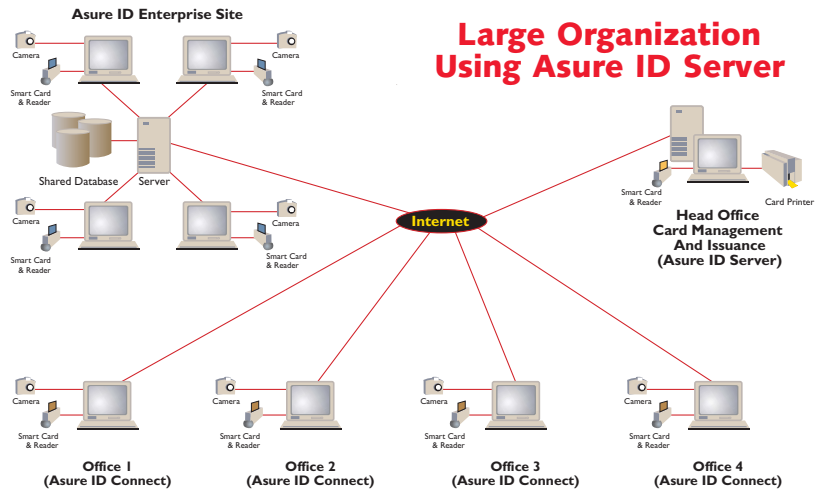 Asure ID Enterprise Site
Large Organization
Using Asure ID Server
Camera
Camera
Smart Card
& Reader
Smart Card
& Reader
Shared Database
Server
Camera
Camera
Smart Card
& Reader
Smart Card
& Reader
Internet
Smart Card
& Reader
Card Printer
Head Office
Card Management
And Issuance
(Asure ID Server)
Camera
Smart Card
& Reader
Office 1
(Asure ID Connect)
Camera
Smart Card
& Reader
Office 2
(Asure ID Connect)
Camera
Smart Card
& Reader
Office 3
(Asure ID Connect)
Camera
Smart Card
& Reader
Office 4
(Asure ID Connect)